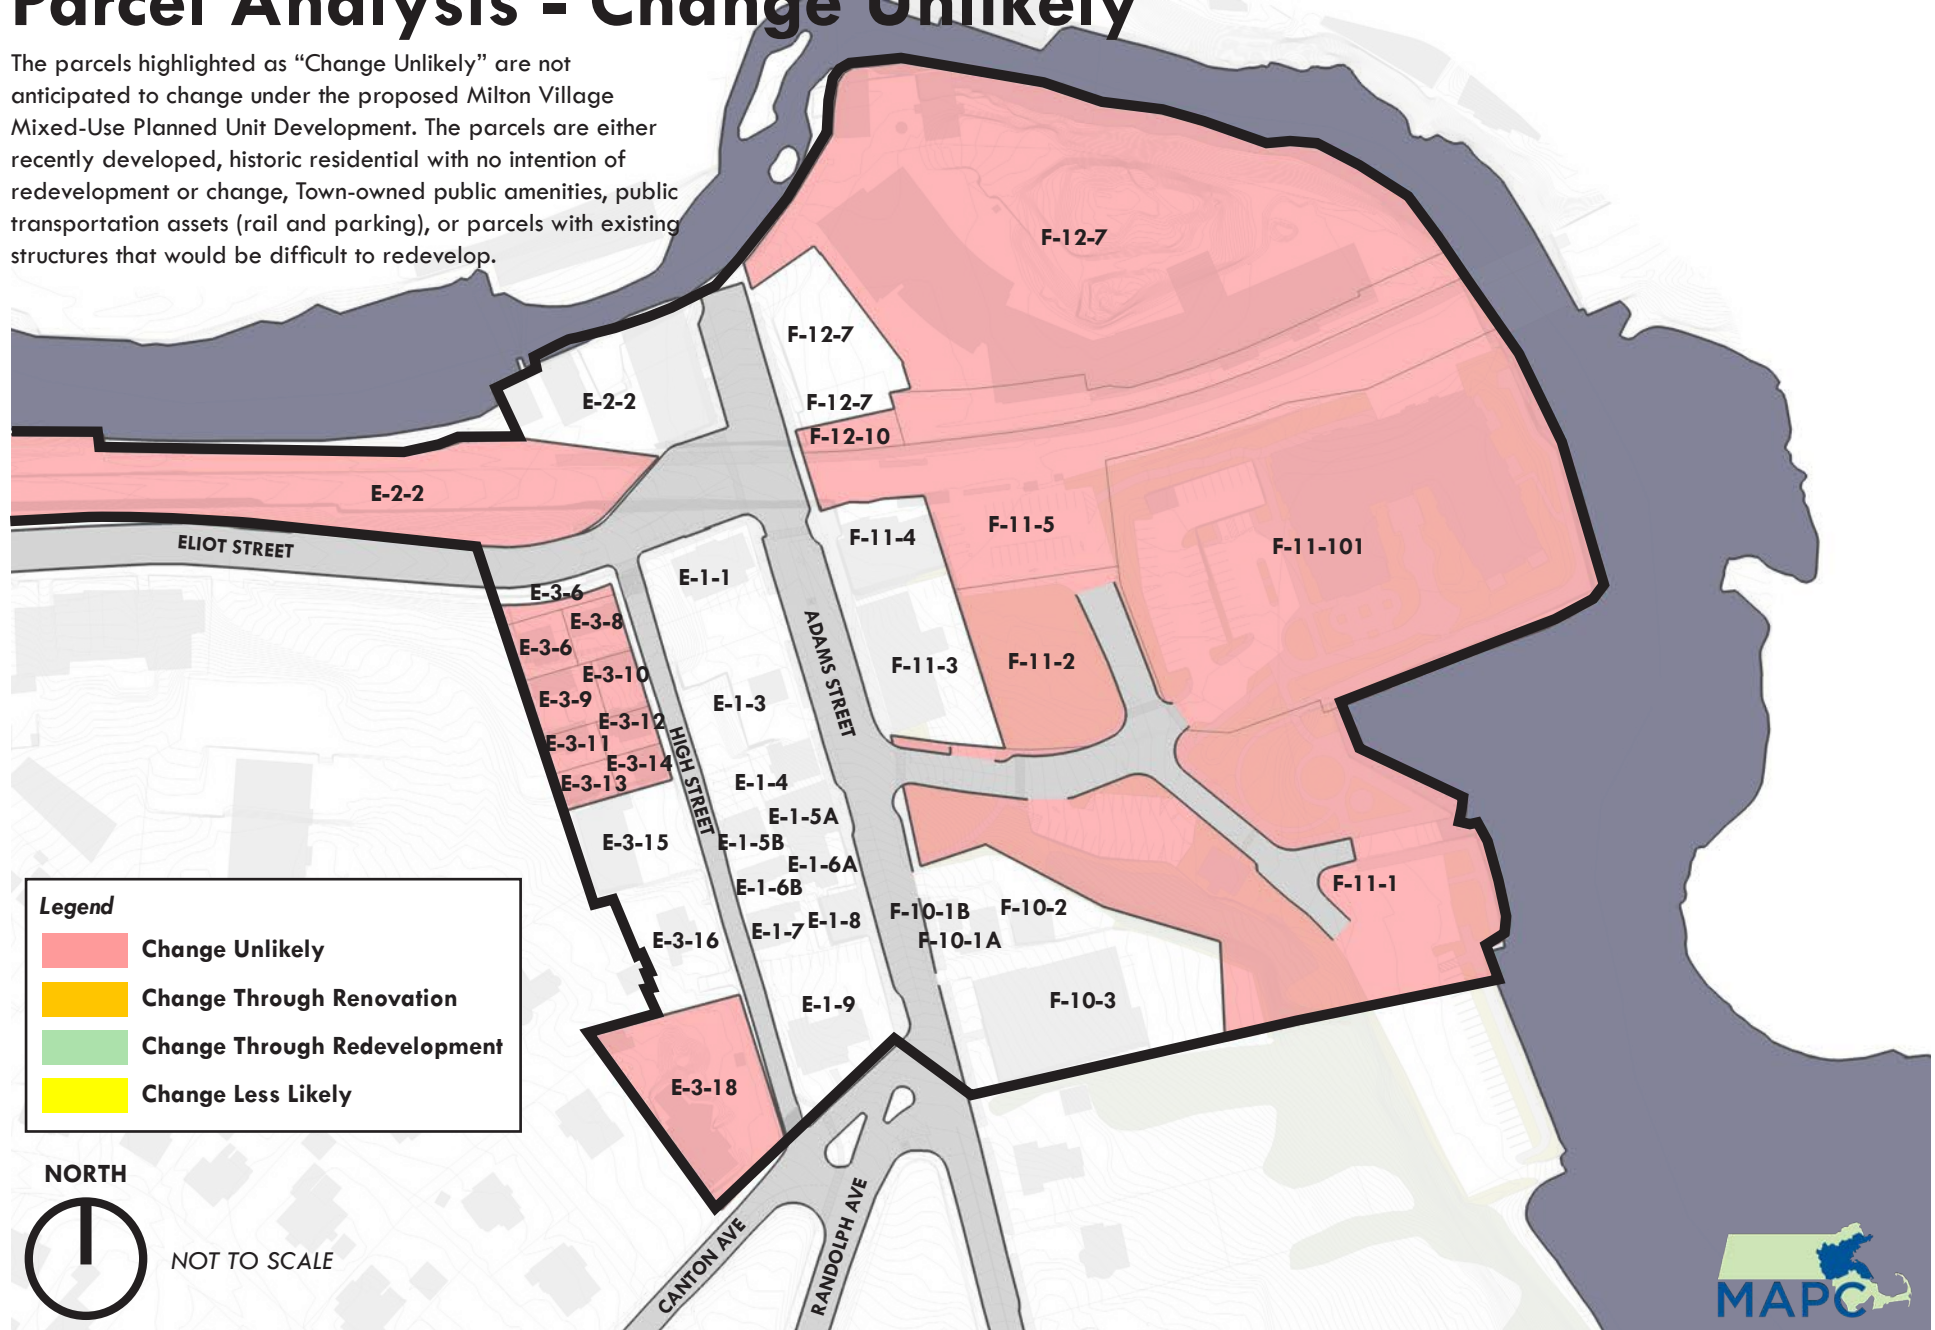 Parcel Analysis - Change Unlikely
The parcels highlighted as “Change Unlikely” are not
anticipated to change under the proposed Milton Village
Mixed-Use Planned Unit Development. The parcels are either
recently developed, historic residential with no intention of
redevelopment or change, Town-owned public amenities, public
transportation assets (rail and parking), or parcels with existing
structures that would be difficult to redevelop.
F-12-7
F-12-7
E-2-2
F-12-7
F-12-10
E-2-2
F-11-5
F-11-4
ELIOT STREET
F-11-101
E-1-1
E-3-6
E-3-8
E-3-6
ADAMS STREET
F-11-3
F-11-2
E-3-10
E-3-9
E-1-3
E-3-12
E-3-11
HIGH STREET
E-3-14
E-3-13
E-1-4
E-1-5A
E-3-15
E-1-5B
E-1-6A
E-1-6B
F-11-1
F-10-1B
F-10-2
E-1-8
E-1-7
E-3-16
F-10-1A
E-1-9
F-10-3
E-3-18
Legend
Change Unlikely
Change Through Renovation
Change Through Redevelopment
Change Less Likely
NORTH
NOT TO SCALE
CANTON AVE
RANDOLPH AVE
MAPC